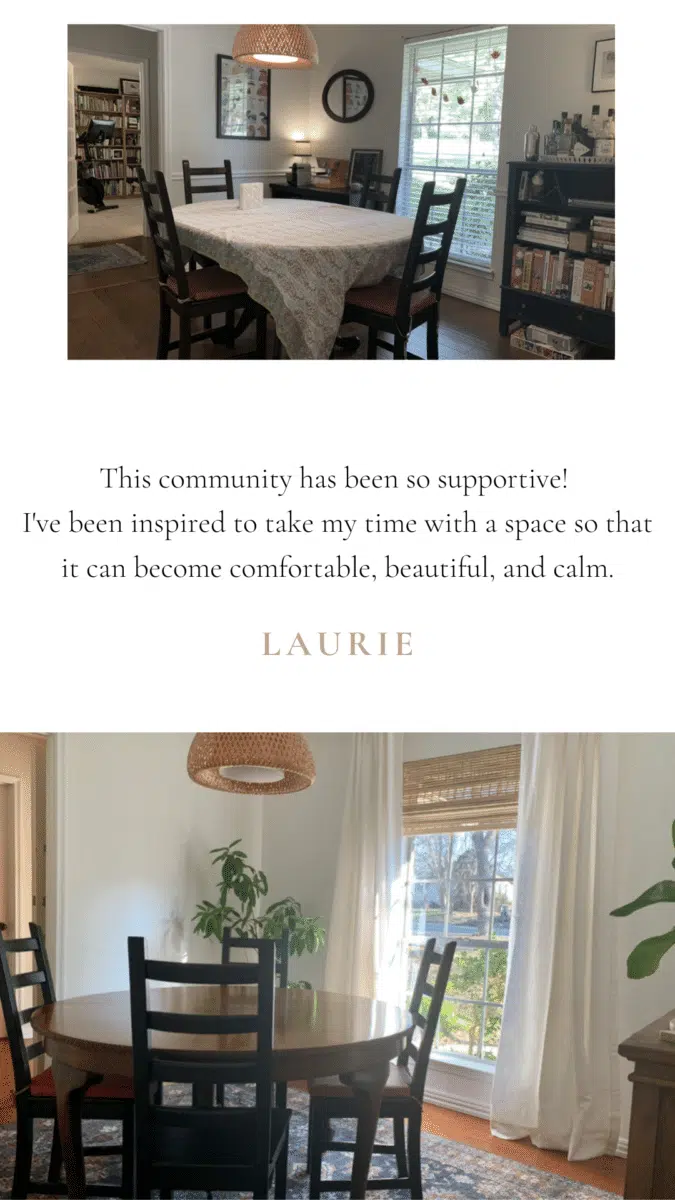 This community has been so supportive!
I've been inspired to take my time with a space so that
it can become comfortable, beautiful, and calm.
LAURIE